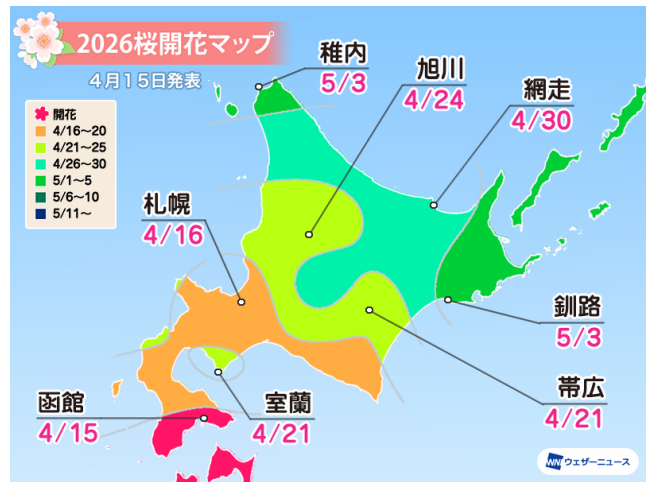 2026桜開花マップ
4月15日発表
開花
4/16〜20
4/21〜25
4/26〜30
5/1〜5
5/6〜10
5/11〜
稚内
5/3
旭川
4/24
網走
4/30
札幌
4/16
釧路
5/3
帯広
4/21
室蘭
4/21
函館
4/15
WN ウェザーニュース